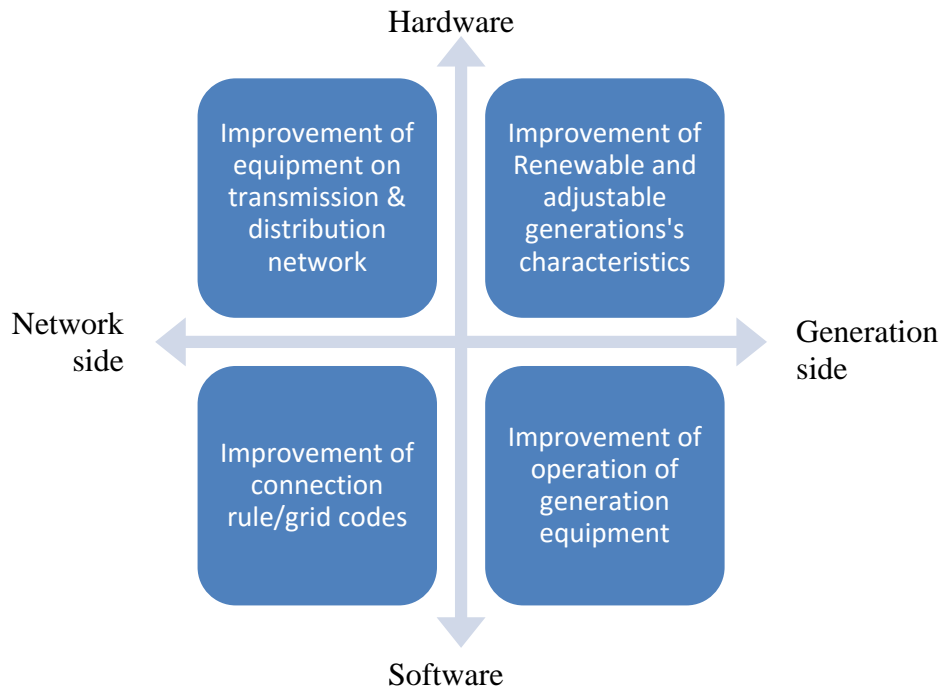 Hardware
Improvement of
equipment on
transmission &
distribution
network
Improvement of
Renewable and
adjustable
generations's
characteristics
Network
side
Generation
side
Improvement of
connection
rule/grid codes
Improvement of
operation of
generation
equipment
Software